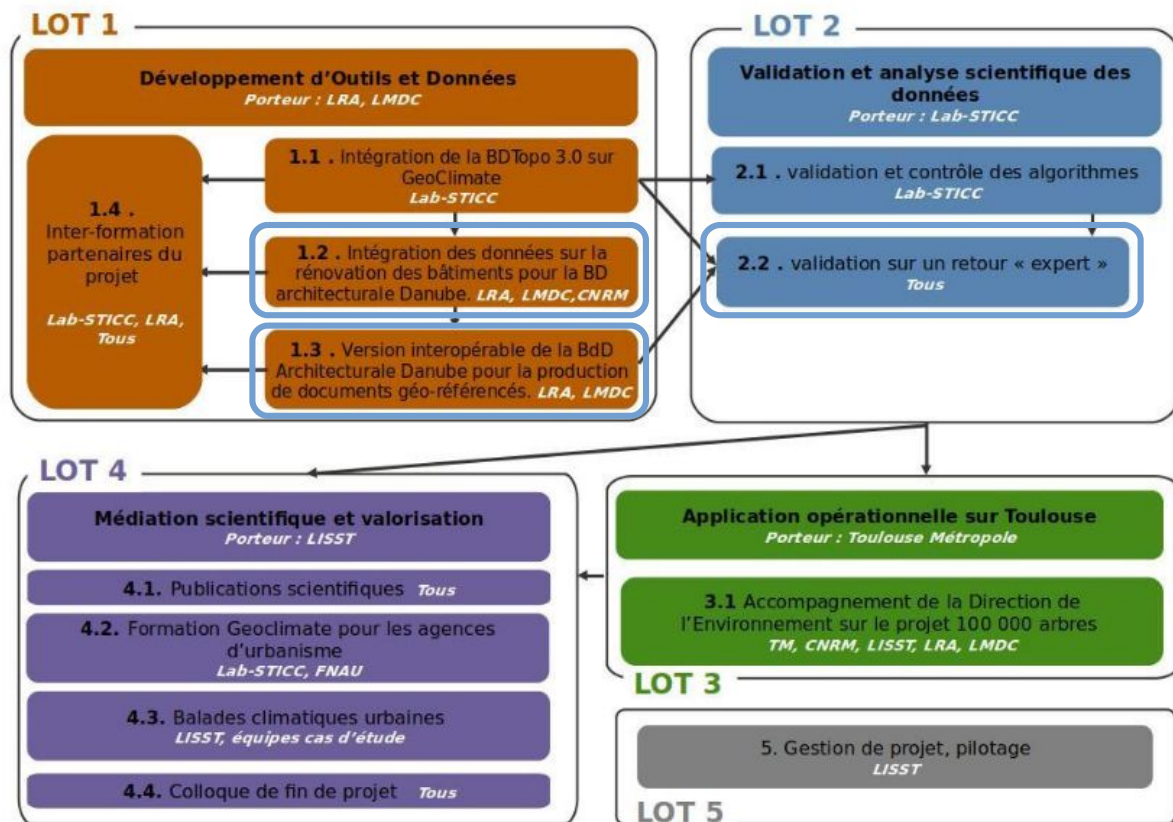 LOT 1
Développement d'Outils et Données
Porteur : LRA, LMDC
1.1 . Intégration de la BDTopo 3.0 sur
GeoClimate
Lab-STICC
1.4 .
Inter-formation
partenaires du
projet
Lab-STICC, LRA,
Tous
1.2 . Intégration des données sur la
rénovation des bâtiments pour la BD
architecturale Danube. LRA, LMDC,CNRM
1.3 . Version interopérable de la BdD
Architecturale Danube pour la production
de documents géo-référencés. LRA, LMDC
LOT 2
Validation et analyse scientifique des
données
Porteur : Lab-STICC
2.1 . validation et contrôle des algorithmes
Lab-STICC
2.2 . validation sur un retour « expert »
Tous
LOT 4
Médiation scientifique et valorisation
Porteur : LISST
4.1. Publications scientifiques Tous
4.2. Formation Geoclimate pour les agences
d'urbanisme
Lab-STICC, FNAU
4.3. Balades climatiques urbaines
LISST, équipes cas d'étude
4.4. Colloque de fin de projet Tous
Application opérationnelle sur Toulouse
Porteur : Toulouse Métropole
3.1 Accompagnement de la Direction de
l'Environnement sur le projet 100 000 arbres
TM, CNRM, LISST, LRA, LMDC
LOT 3
5. Gestion de projet, pilotage
LISST
LOT 5